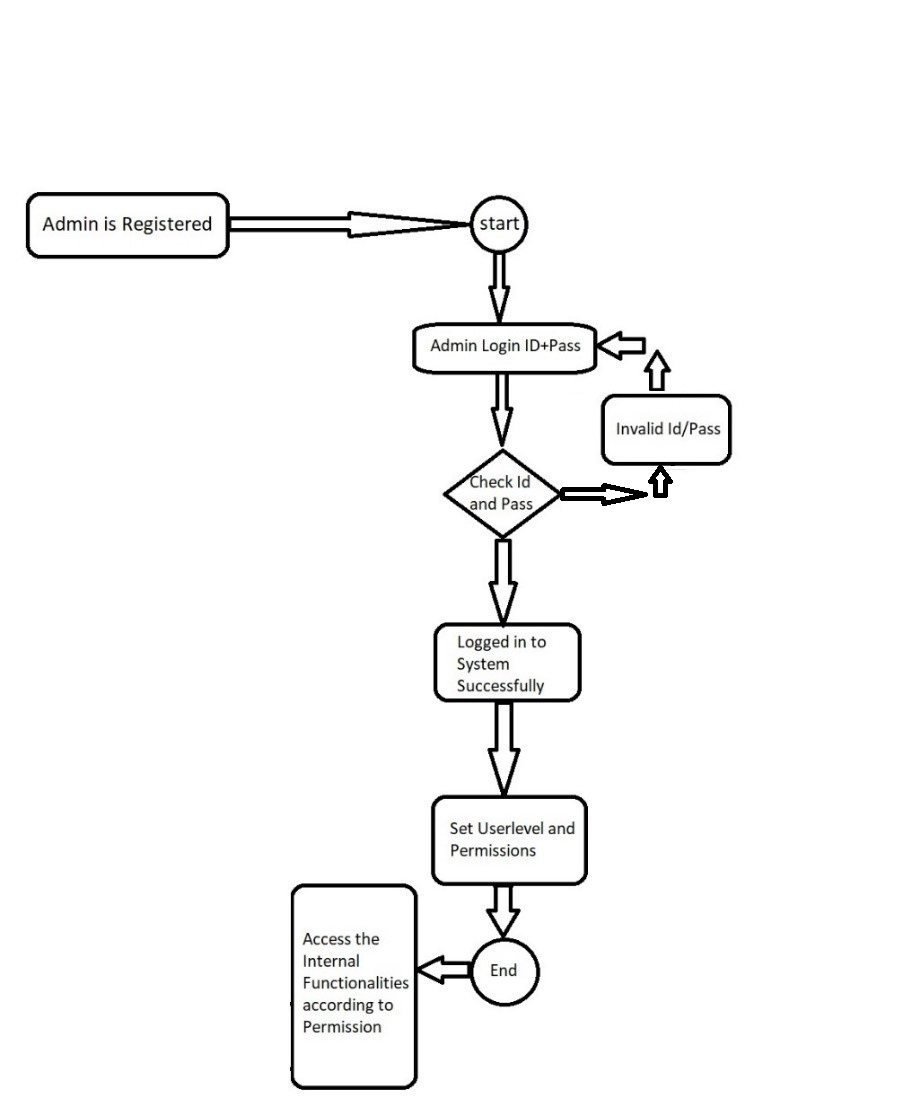 Admin is Registered
start
Admin Login ID+Pass
Invalid Id/Pass
Check Id
and Pass
Logged in to
System
Successfully
Set Userlevel and
Permissions
End
Access the
Internal
Functionalities
according to
Permission